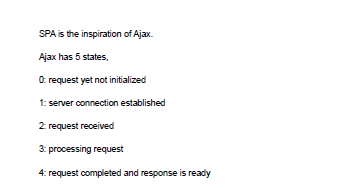 SPA is the inspiration of Ajax.
Ajax has 5 states,
0: request yet not initialized
1: server connection established
2: request received
3: processing request
4: request completed and response is ready